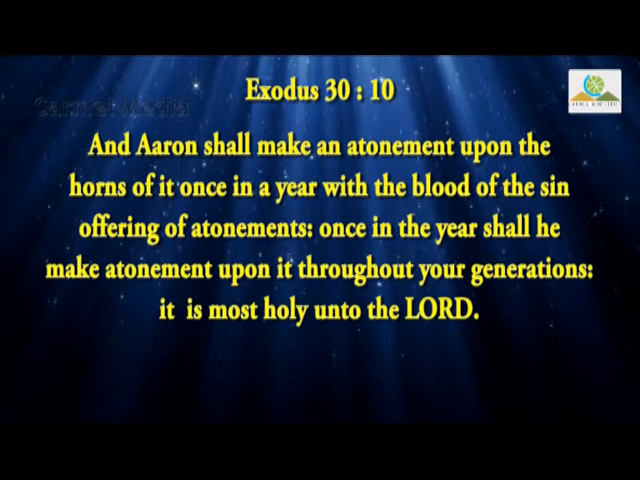 Exodus 30 : 10
Carmel Media
CARMEL MINISTRIES
And Aaron shall make an atonement upon the
horns of it once in a year with the blood of the sin
offering of atonements: once in the year shall he
make atonement upon it throughout your generations:
it is most holy unto the LORD.